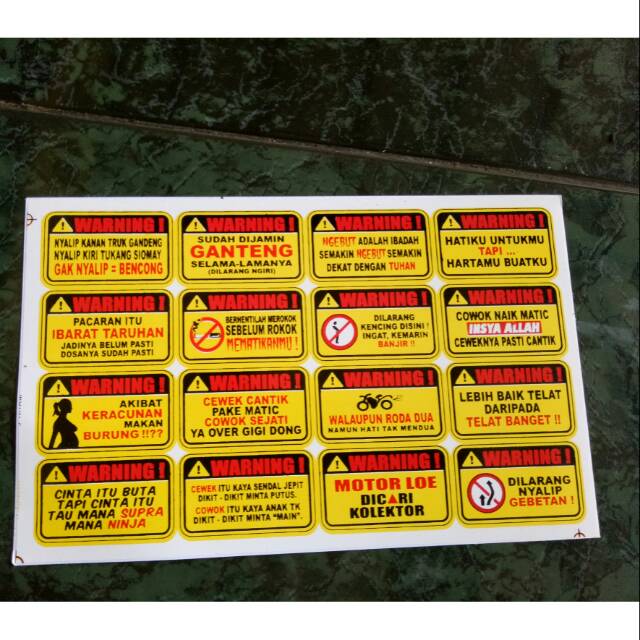 WARNING !
NYALIP KANAN TRUK GANDENG
NYALIP KIRI TUKANG SIOMAY
GAK NYALIP = BENCONG
WARNING !
SUDAH DIJAMIN
GANTENG
SELAMA-LAMANYA
(DILARANG NGIRI)
WARNING !
NGEBUT ADALAH IBADAH
SEMAKIN NGEBUT SEMAKIN
DEKAT DENGAN TUHAN
WARNING !
HATIKU UNTUKMU
TAPI ...
HARTAMU BUATKU
WARNING !
PACARAN ITU
IBARAT TARUHAN
JADINYA BELUM PASTI
DOSANYA SUDAH PASTI
WARNING !
BERHENTILAH MEROKOK
SEBELUM ROKOK
MEMATIKANMU !
WARNING !
DILARANG
KENCING DISINI !
INGAT, KEMARIN
BANJIR !!
WARNING !
COWOK NAIK MATIC
INSYA ALLAH
CEWEKNYA PASTI CANTIK
WARNING !
AKIBAT
KERACUNAN
MAKAN
BURUNG !!??
WARNING !
CEWEK CANTIK
PAKE MATIC
COWOK SEJATI
YA OVER GIGI DONG
WARNING !
WALAUPUN RODA DUA
NAMUN HATI TAK MENDUA
WARNING !
LEBIH BAIK TELAT
DARIPADA
TELAT BANGET !!
WARNING !
CINTA ITU BUTA
TAPI CINTA ITU
TAU MANA SUPRA
MANA NINJA
WARNING !
CEWEK ITU KAYA SENDAL JEPIT
DIKIT - DIKIT MINTA PUTUS.
COWOK ITU KAYA ANAK TK
DIKIT - DIKIT MINTA "MAIN".
WARNING !
MOTOR LOE
DICARI
KOLEKTOR
WARNING !
DILARANG
NYALIP
GEBETAN !